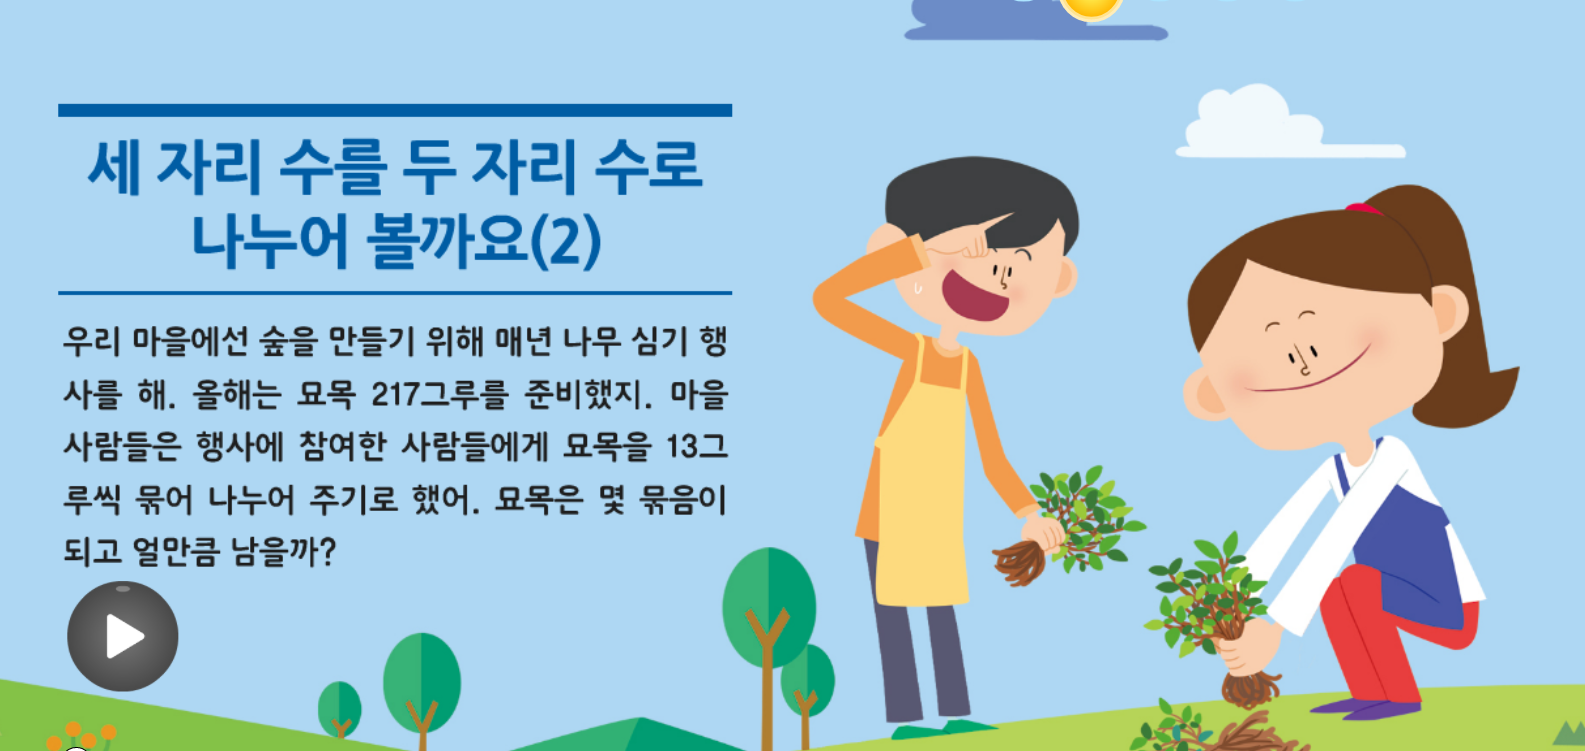 세 자리 수를 두 자리 수로
나누어 볼까요(2)
우리 마을에선 숲을 만들기 위해 매년 나무 심기 행
사를 해. 올해는 묘목 217그루를 준비했지. 마을
사람들은 행사에 참여한 사람들에게 묘목을 13그
루씩 묶어 나누어 주기로 했어. 묘목은 몇 묶음이
되고 얼만큼 남을까?